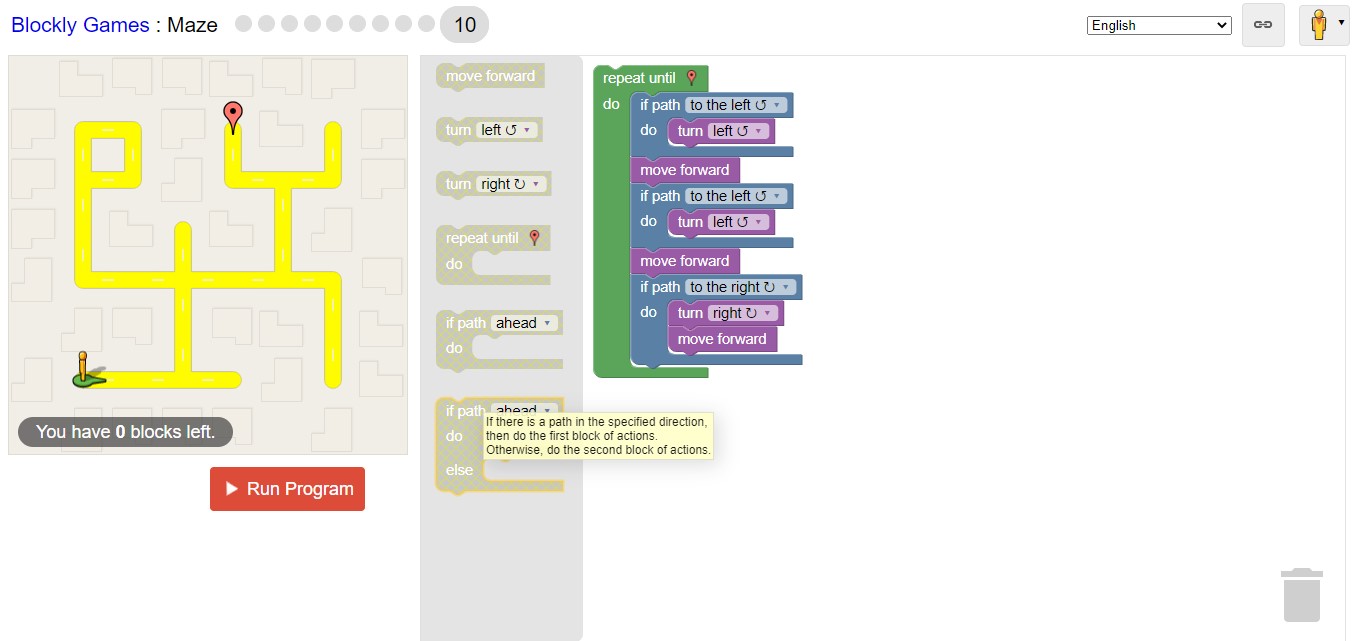 Blockly Games : Maze 10
English
move forward
turn left ↺
turn right ↻
repeat until
do
if path ahead
do
if path ahead
do
else
If there is a path in the specified direction,
then do the first block of actions.
Otherwise, do the second block of actions.
repeat until
do
if path to the left ↺
do turn left ↺
move forward
if path to the left ↺
do turn left ↺
move forward
if path to the right ↻
do turn right ↻
move forward
You have 0 blocks left.
Run Program